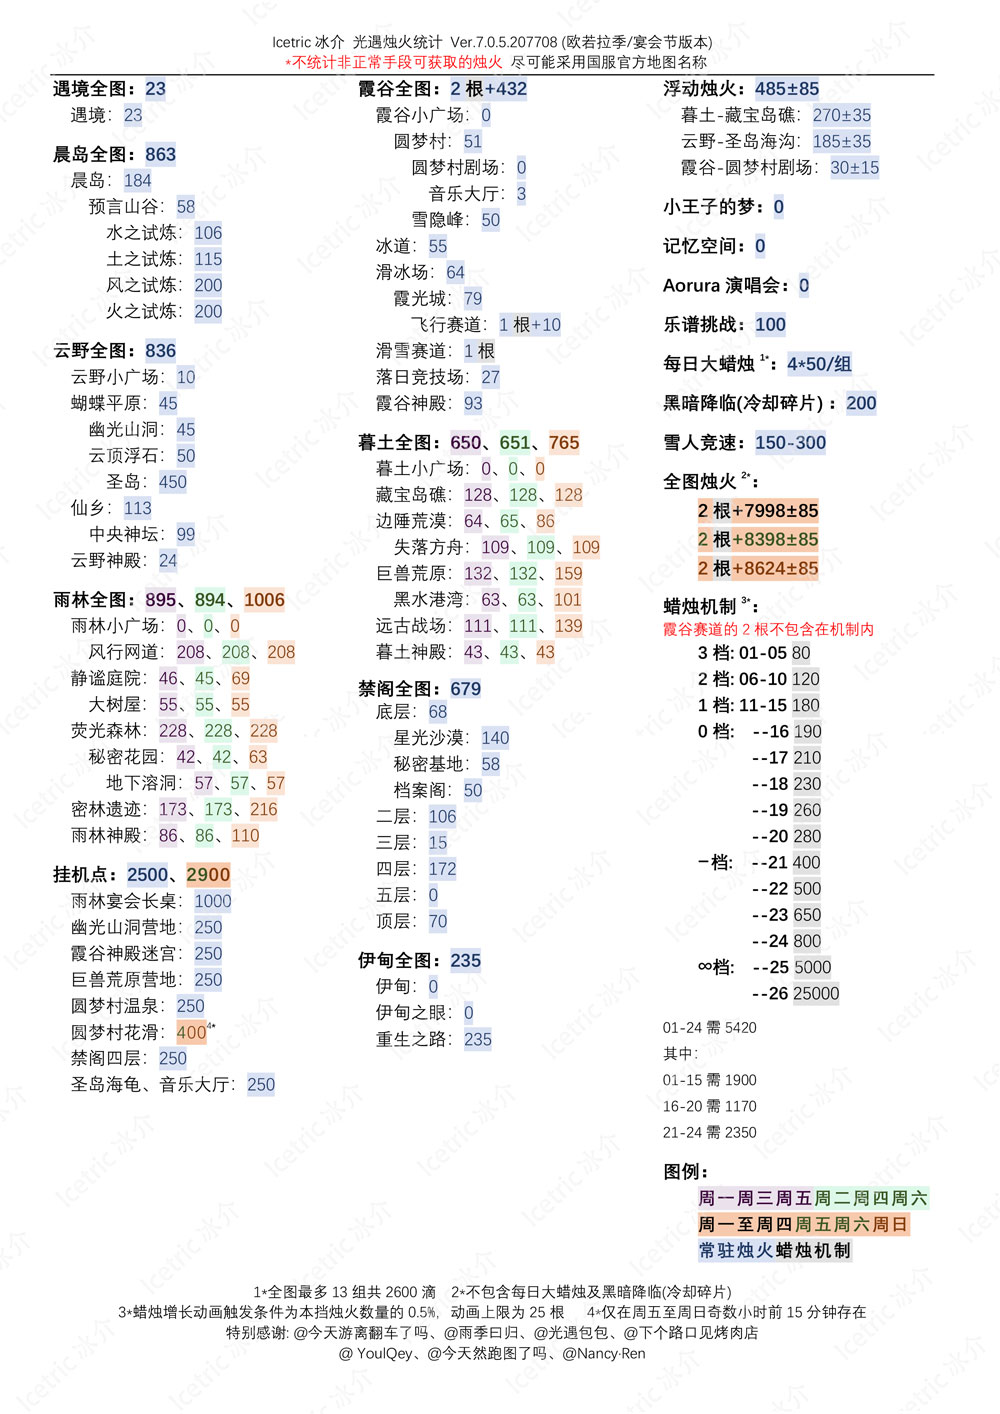 Icetric 冰介 光遇烛火统计 Ver.7.0.5.207708 (欧若拉季/宴会节版本)
*不统计非正常手段可获取的烛火 尽可能采用国服官方地图名称
遇境全图：23
遇境：23
晨岛全图：863
晨岛：184
预言山谷：58
水之试炼：106
土之试炼：115
风之试炼：200
火之试炼：200
云野全图：836
云野小广场：10
蝴蝶平原：45
幽光山洞：45
云顶浮石：50
圣岛：450
仙乡：113
中央神坛：99
云野神殿：24
雨林全图：895、894、1006
雨林小广场：0、0、0
风行网道：208、208、208
静谧庭院：46、45、69
大树屋：55、55、55
荧光森林：228、228、228
秘密花园：42、42、63
地下溶洞：57、57、57
密林遗迹：173、173、216
雨林神殿：86、86、110
挂机点：2500、2900
雨林宴会长桌：1000
幽光山洞营地：250
霞谷神殿迷宫：250
巨兽荒原营地：250
圆梦村温泉：250
圆梦村花滑：400 4*
禁阁四层：250
圣岛海龟、音乐大厅：250
霞谷全图：2 根+432
霞谷小广场：0
圆梦村：51
圆梦村剧场：0
音乐大厅：3
雪隐峰：50
冰道：55
滑冰场：64
霞光城：79
飞行赛道：1 根+10
滑雪赛道：1 根
落日竞技场：27
霞谷神殿：93
暮土全图：650、651、765
暮土小广场：0、0、0
藏宝岛礁：128、128、128
边陲荒漠：64、65、86
失落方舟：109、109、109
巨兽荒原：132、132、159
黑水港湾：63、63、101
远古战场：111、111、139
暮土神殿：43、43、43
禁阁全图：679
底层：68
星光沙漠：140
秘密基地：58
档案阁：50
二层：106
三层：15
四层：172
五层：0
顶层：70
伊甸全图：235
伊甸：0
伊甸之眼：0
重生之路：235
浮动烛火：485±85
暮土-藏宝岛礁：270±35
云野-圣岛海沟：185±35
霞谷-圆梦村剧场：30±15
小王子的梦：0
记忆空间：0
Aorura 演唱会：0
乐谱挑战：100
每日大蜡烛 1*：4*50/组
黑暗降临(冷却碎片)：200
雪人竞速：150-300
全图烛火 2*：
2 根+7998±85
2 根+8398±85
2 根+8624±85
蜡烛机制 3*：
霞谷赛道的 2 根不包含在机制内
3 档: 01-05 80
2 档: 06-10 120
1 档: 11-15 180
0 档: --16 190
--17 210
--18 230
--19 260
--20 280
－档: --21 400
--22 500
--23 650
--24 800
∞档: --25 5000
--26 25000
01-24 需 5420
其中:
01-15 需 1900
16-20 需 1170
21-24 需 2350
图例：
周一周三周五周二周四周六
周一至周四周五周六周日
常驻烛火蜡烛机制
1*全图最多 13 组共 2600 滴 2*不包含每日大蜡烛及黑暗降临(冷却碎片)
3*蜡烛增长动画触发条件为本挡烛火数量的 0.5%，动画上限为 25 根 4*仅在周五至周日奇数小时前 15 分钟存在
特别感谢: @今天游离翻车了吗、@雨季曰归、@光遇包包、@下个路口见烤肉店
@ YoulQey、@今天然跑图了吗、@Nancy·Ren